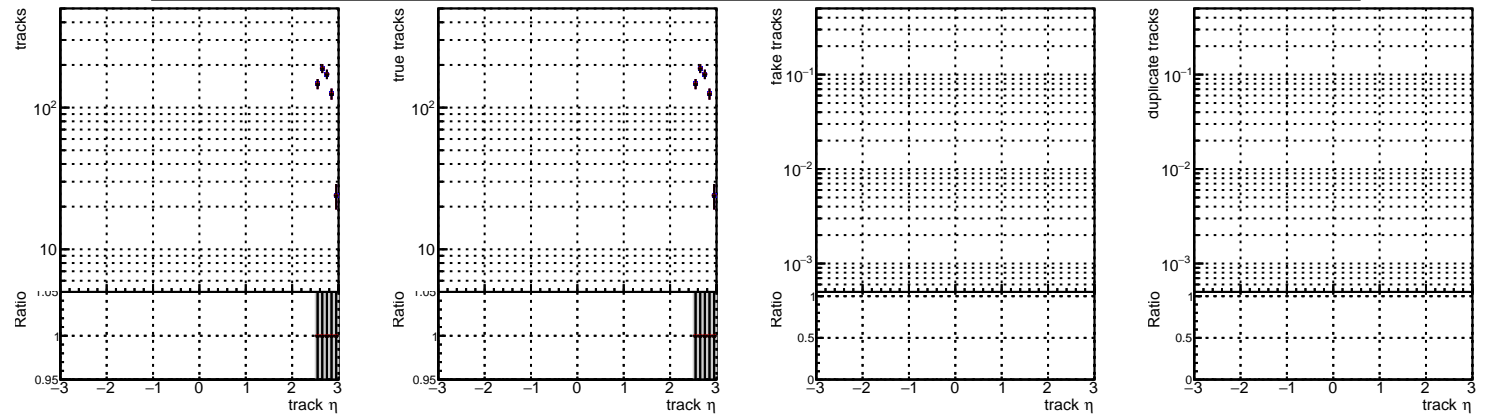 tracks
10²
10
Ratio
1.05
1
0.95
−3 −2 −1 0 1 2 3
track η
true tracks
10²
10
Ratio
1.05
1
0.95
−3 −2 −1 0 1 2 3
track η
fake tracks
10⁻¹
10⁻²
10⁻³
Ratio
1
0.5
0
−3 −2 −1 0 1 2 3
track η
duplicate tracks
10⁻¹
10⁻²
10⁻³
Ratio
1
0.5
0
−3 −2 −1 0 1 2 3
track η